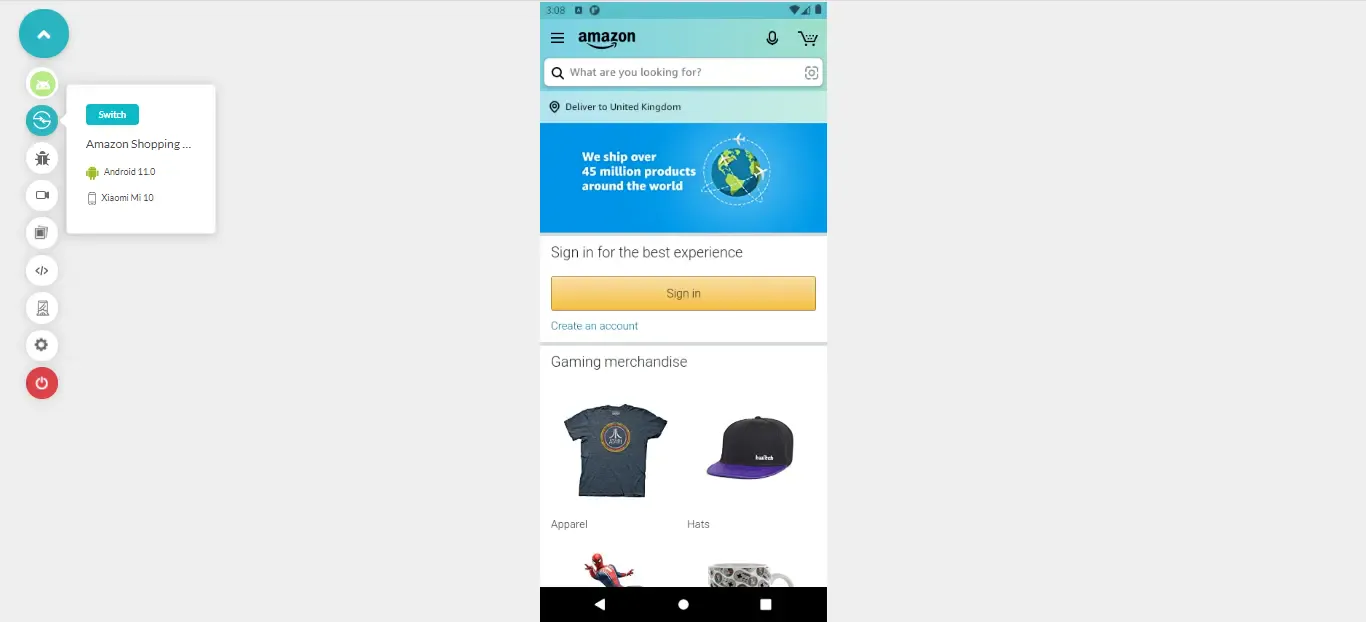 Switch
Amazon Shopping ...
Android 11.0
Xiaomi Mi 10
3:08
amazon
What are you looking for?
Deliver to United Kingdom
We ship over
45 million products
around the world
Sign in for the best experience
Sign in
Create an account
Gaming merchandise
ATARI
Apparel
Hats